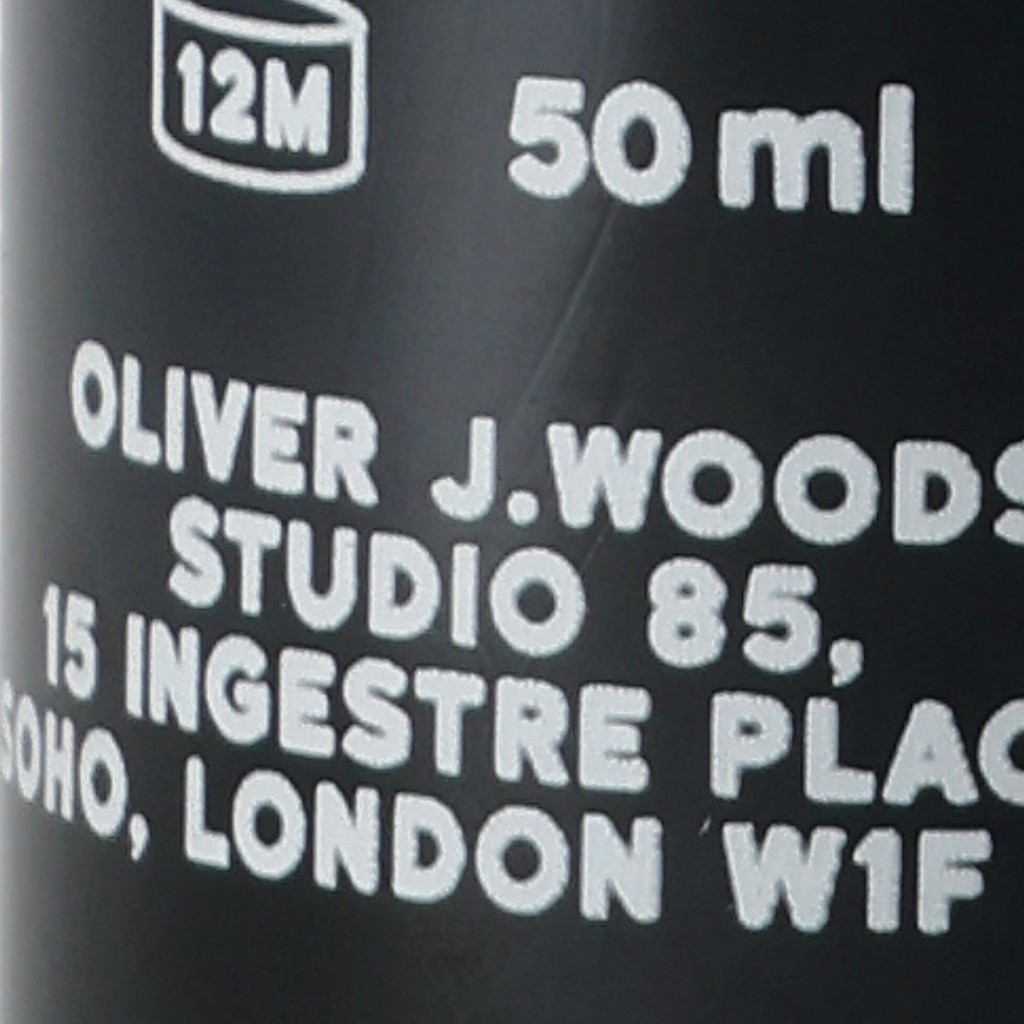 12M 50 ml
OLIVER J.WOODS
STUDIO 85,
15 INGESTRE PLAC
SOHO, LONDON W1F